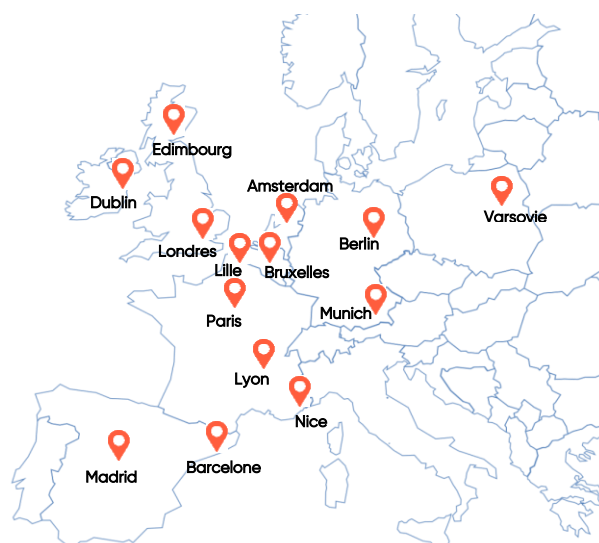 Edimbourg
Amsterdam
Dublin
Varsovie
Berlin
Londres
Lille
Bruxelles
Munich
Paris
Lyon
Nice
Barcelone
Madrid